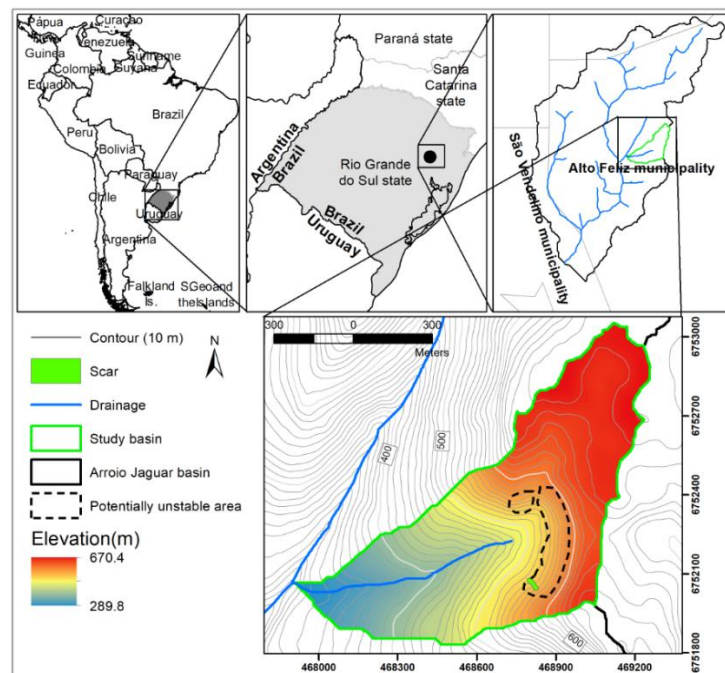 Pápua
Curaçao
Venezuela
Guinea
Suriname
Colombia
Guyana
Ecuador
Brazil
Peru
Bolivia
Paraguay
Chile
Uruguay
Argentina
Falkland
Is.
SGeoand
theIslands
Paraná state
Santa
Catarina
state
Argentina
Brazil
Rio Grande
do Sul state
Brazil
Uruguay
São Vendelino municipality
Alto Feliz municipality
Contour (10 m)
Scar
Drainage
Study basin
Arroio Jaguar basin
Potentially unstable area
Elevation(m)
670.4
289.8
N
300 0 300
Meters
400
500
600
6753000
6752700
6752400
6752100
6751800
468000 468300 468600 468900 469200